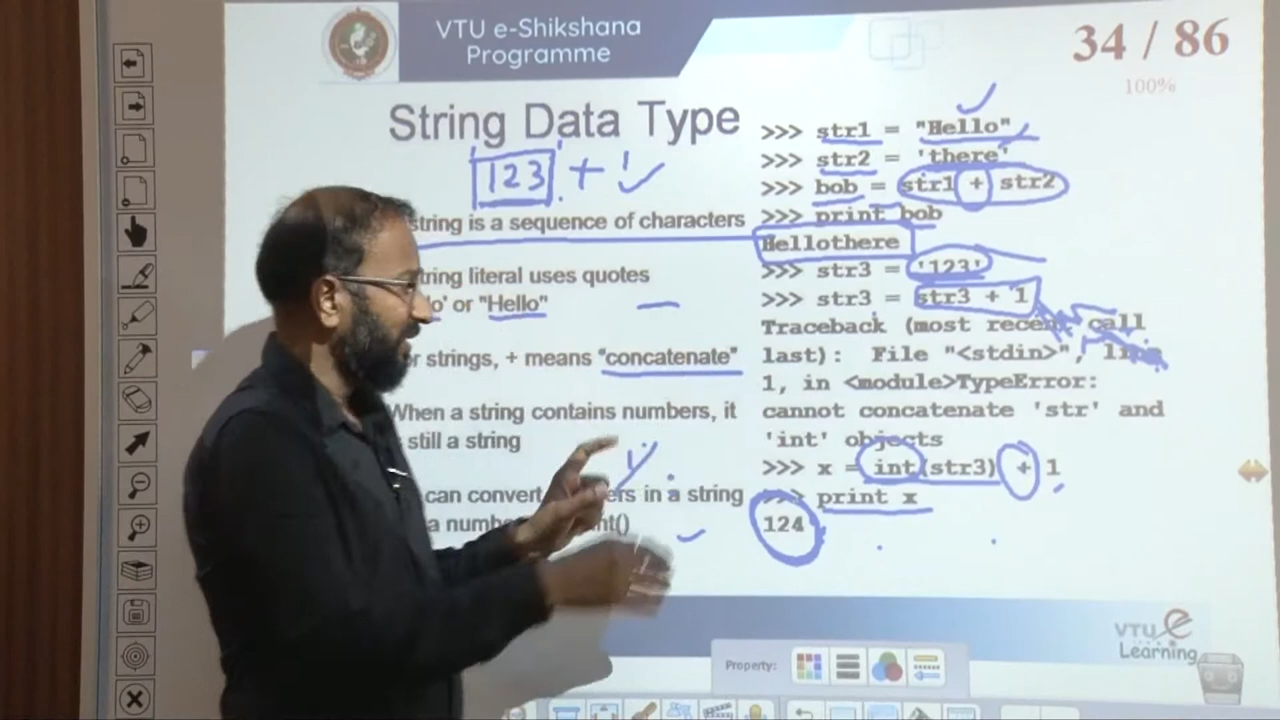 VTU e-Shikshana
Programme
34 / 86
100%
String Data Type
123 + 1
string is a sequence of characters
string literal uses quotes
or "Hello"
strings, + means "concatenate"
When a string contains numbers, it
still a string
can convert in a string
a
>>> str1 = "Hello"
>>> str2 = 'there'
>>> bob = str1 + str2
>>> print bob
Hellothere
>>> str3 = '123'
>>> str3 = str3 + 1
Traceback (most recent call
last): File "<stdin>", line
1, in <module>TypeError:
cannot concatenate 'str' and
'int' objects
>>> x = int(str3) + 1
>>> print x
124
VTU e
Learning
Property: